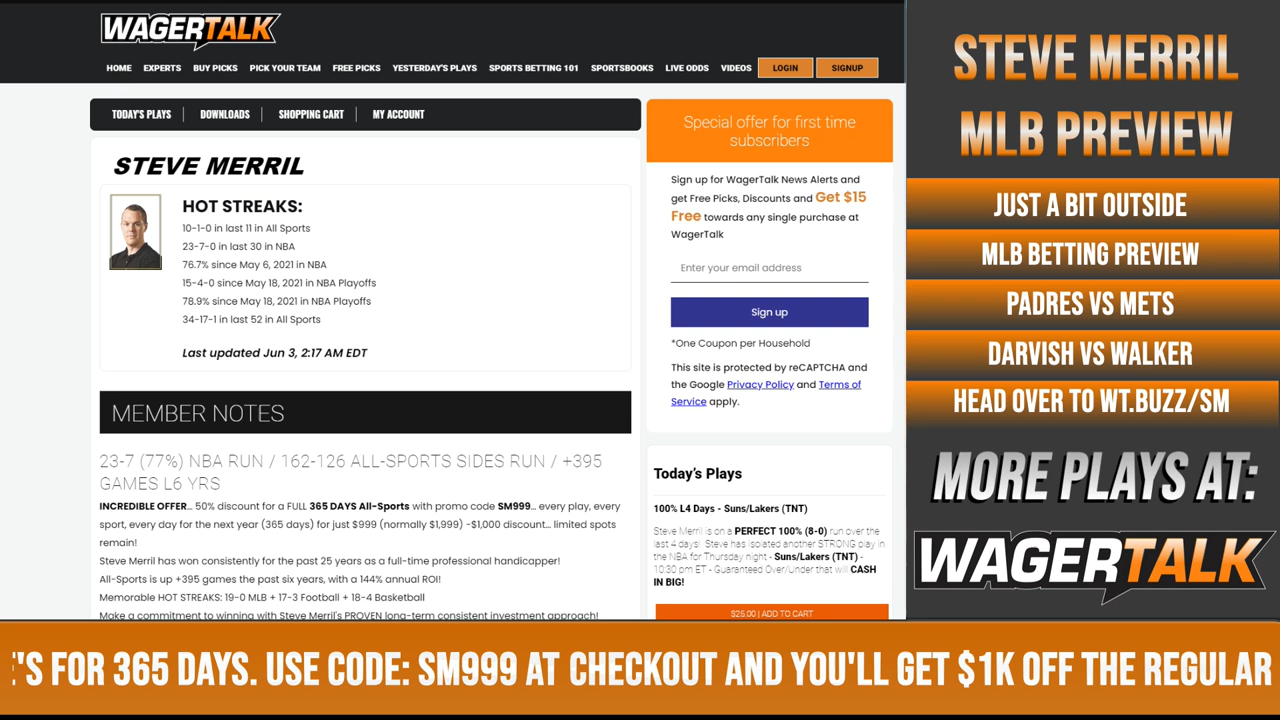 WAGERTALK
HOME EXPERTS BUY PICKS PICK YOUR TEAM FREE PICKS YESTERDAY'S PLAYS SPORTS BETTING 101 SPORTSBOOKS LIVE ODDS VIDEOS LOGIN SIGNUP
TODAY'S PLAYS DOWNLOADS SHOPPING CART MY ACCOUNT
STEVE MERRIL
HOT STREAKS:
10-1-0 in last 11 in All Sports
23-7-0 in last 30 in NBA
76.7% since May 6, 2021 in NBA
15-4-0 since May 18, 2021 in NBA Playoffs
78.9% since May 18, 2021 in NBA Playoffs
34-17-1 in last 52 in All Sports
Last updated Jun 3, 2:17 AM EDT
MEMBER NOTES
23-7 (77%) NBA RUN / 162-126 ALL-SPORTS SIDES RUN / +395
GAMES L6 YRS
INCREDIBLE OFFER... 50% discount for a FULL 365 DAYS All-Sports with promo code SM999... every play, every
sport, every day for the next year (365 days) for just $999 (normally $1,999) -$1,000 discount... limited spots
remain!
Steve Merril has won consistently for the past 25 years as a full-time professional handicapper!
All-Sports is up +395 games the past six years, with a 144% annual ROI!
Memorable HOT STREAKS: 19-0 MLB + 17-3 Football + 18-4 Basketball
Make a commitment to winning with Steve Merril's PROVEN long-term consistent investment approach!
Special offer for first time
subscribers
Sign up for WagerTalk News Alerts and
get Free Picks, Discounts and Get $15
Free towards any single purchase at
WagerTalk
Enter your email address
Sign up
*One Coupon per Household
This site is protected by reCAPTCHA and
the Google Privacy Policy and Terms of
Service apply.
Today's Plays
100% L4 Days - Suns/Lakers (TNT)
Steve Merril is on a PERFECT 100% (8-0) run over the
last 4 days! Steve has isolated another STRONG play in
the NBA for Thursday night - Suns/Lakers (TNT) -
10:30 pm ET - Guaranteed Over/Under that will CASH
IN BIG!
$25.00 | ADD TO CART
STEVE MERRIL
MLB PREVIEW
JUST A BIT OUTSIDE
MLB BETTING PREVIEW
PADRES VS METS
DARVISH VS WALKER
HEAD OVER TO WT.BUZZ/SM
MORE PLAYS AT:
WAGERTALK
'S FOR 365 DAYS. USE CODE: SM999 AT CHECKOUT AND YOU'LL GET $1K OFF THE REGULAR